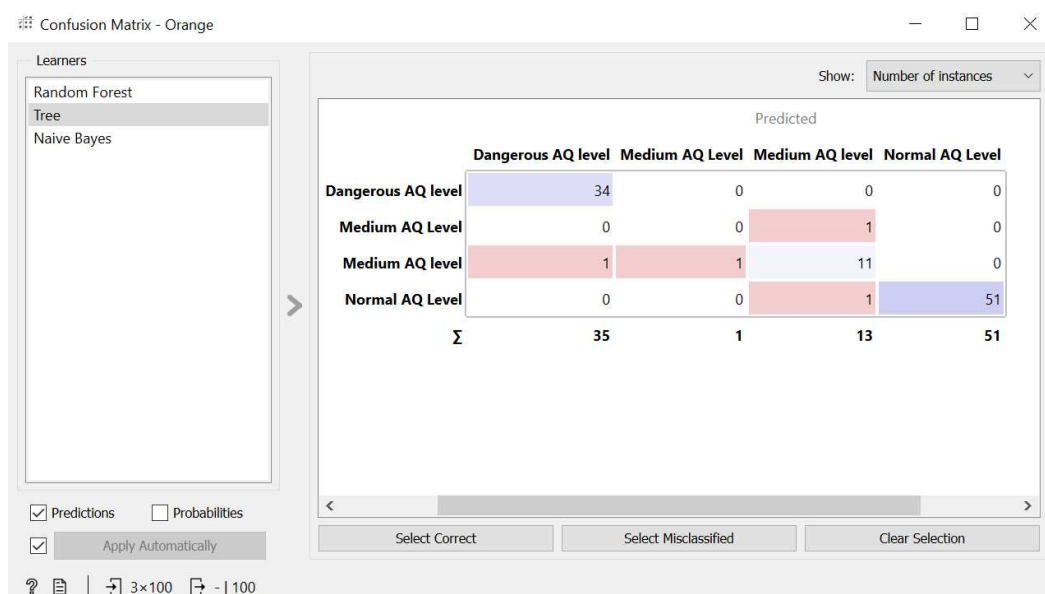 Confusion Matrix - Orange
Learners
Random Forest
Tree
Naive Bayes
Show: Number of instances
Predicted
Dangerous AQ level Medium AQ Level Medium AQ level Normal AQ Level
Dangerous AQ level 34 0 0 0
Medium AQ Level 0 0 1 0
Medium AQ level 1 1 11 0
Normal AQ Level 0 0 1 51
Σ 35 1 13 51
Predictions Probabilities
Apply Automatically
Select Correct Select Misclassified Clear Selection
? 3×100 - | 100